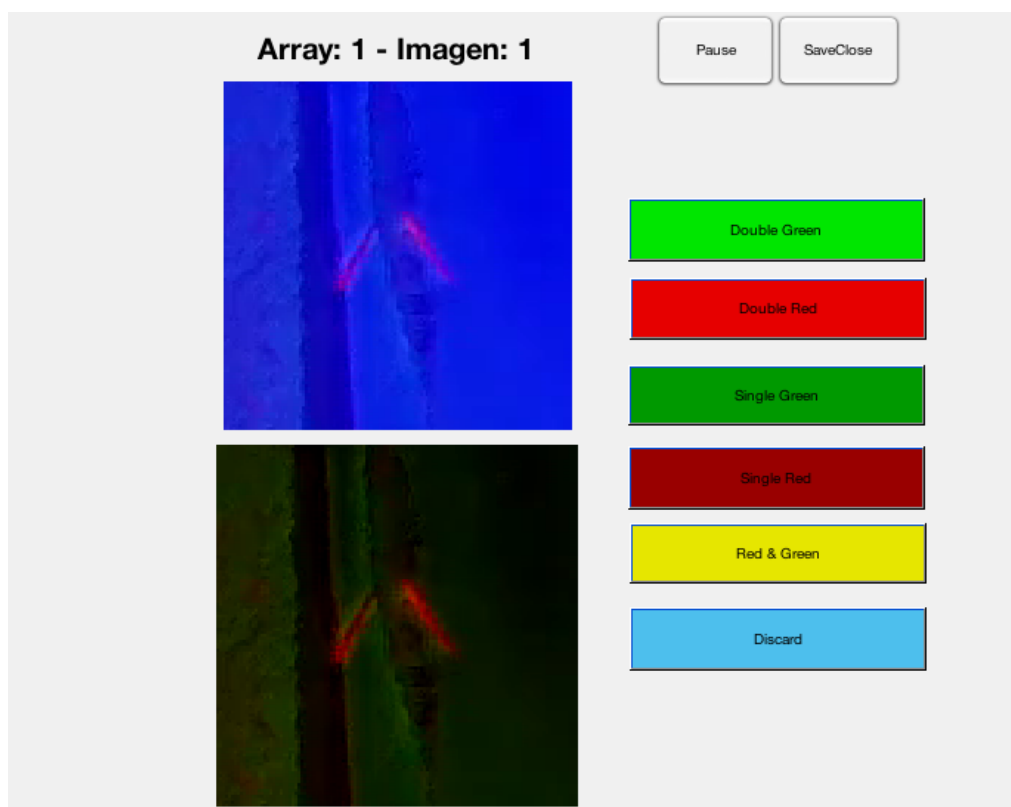 Array: 1 - Imagen: 1
Pause
SaveClose
Double Green
Double Red
Single Green
Single Red
Red & Green
Discard